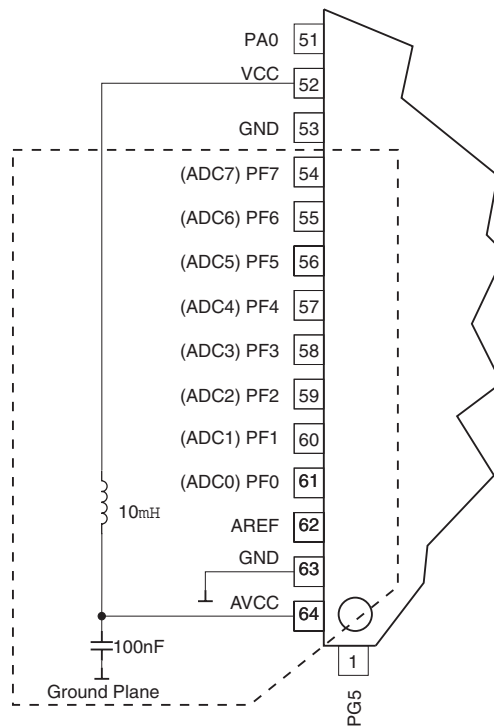 PA0 51
VCC 52
GND 53
(ADC7) PF7 54
(ADC6) PF6 55
(ADC5) PF5 56
(ADC4) PF4 57
(ADC3) PF3 58
(ADC2) PF2 59
(ADC1) PF1 60
(ADC0) PF0 61
10mH
AREF 62
GND 63
AVCC 64
100nF
1
Ground Plane
PG5